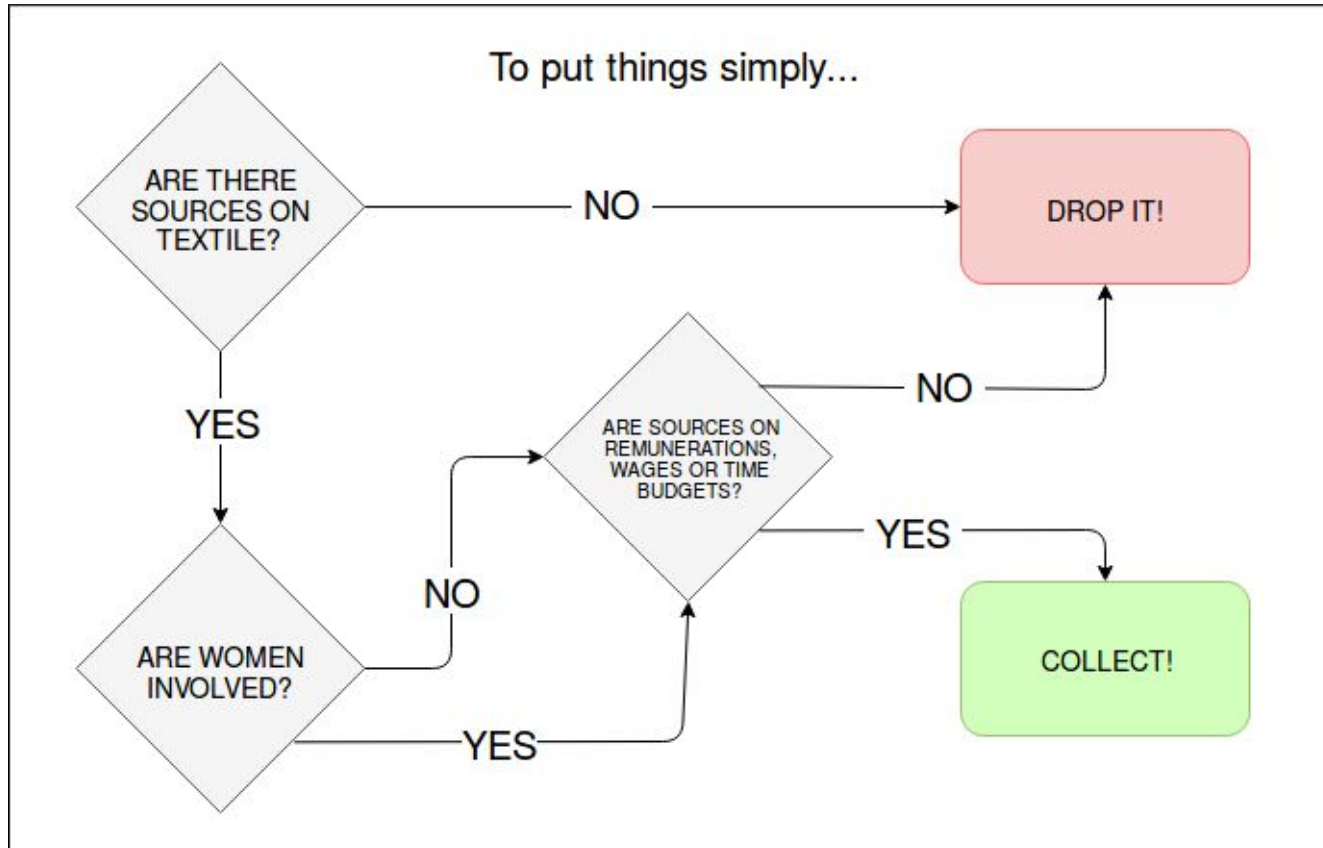 To put things simply...
ARE THERE
SOURCES ON
TEXTILE?
NO
DROP IT!
YES
ARE SOURCES ON
REMUNERATIONS,
WAGES OR TIME
BUDGETS?
NO
YES
NO
ARE WOMEN
INVOLVED?
YES
COLLECT!